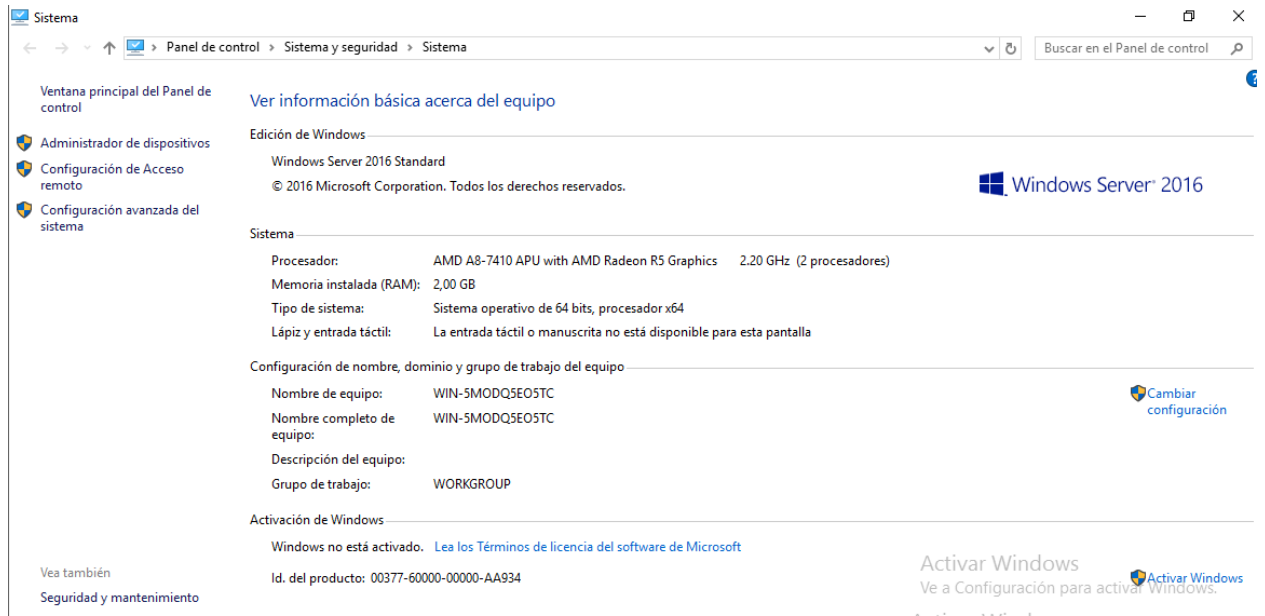 Sistema
Panel de control > Sistema y seguridad > Sistema
Buscar en el Panel de control
?
Ventana principal del Panel de
control
Administrador de dispositivos
Configuración de Acceso
remoto
Configuración avanzada del
sistema
Ver información básica acerca del equipo
Edición de Windows
Windows Server 2016 Standard
© 2016 Microsoft Corporation. Todos los derechos reservados.
Windows Server® 2016
Sistema
Procesador: AMD A8-7410 APU with AMD Radeon R5 Graphics 2.20 GHz (2 procesadores)
Memoria instalada (RAM): 2,00 GB
Tipo de sistema: Sistema operativo de 64 bits, procesador x64
Lápiz y entrada táctil: La entrada táctil o manuscrita no está disponible para esta pantalla
Configuración de nombre, dominio y grupo de trabajo del equipo
Nombre de equipo: WIN-5MODQ5EO5TC
Cambiar
configuración
Nombre completo de WIN-5MODQ5EO5TC
equipo:
Descripción del equipo:
Grupo de trabajo: WORKGROUP
Activación de Windows
Windows no está activado. Lea los Términos de licencia del software de Microsoft
Id. del producto: 00377-60000-00000-AA934
Activar Windows
Activar Windows
Ve a Configuración para activar Windows.
Vea también
Seguridad y mantenimiento